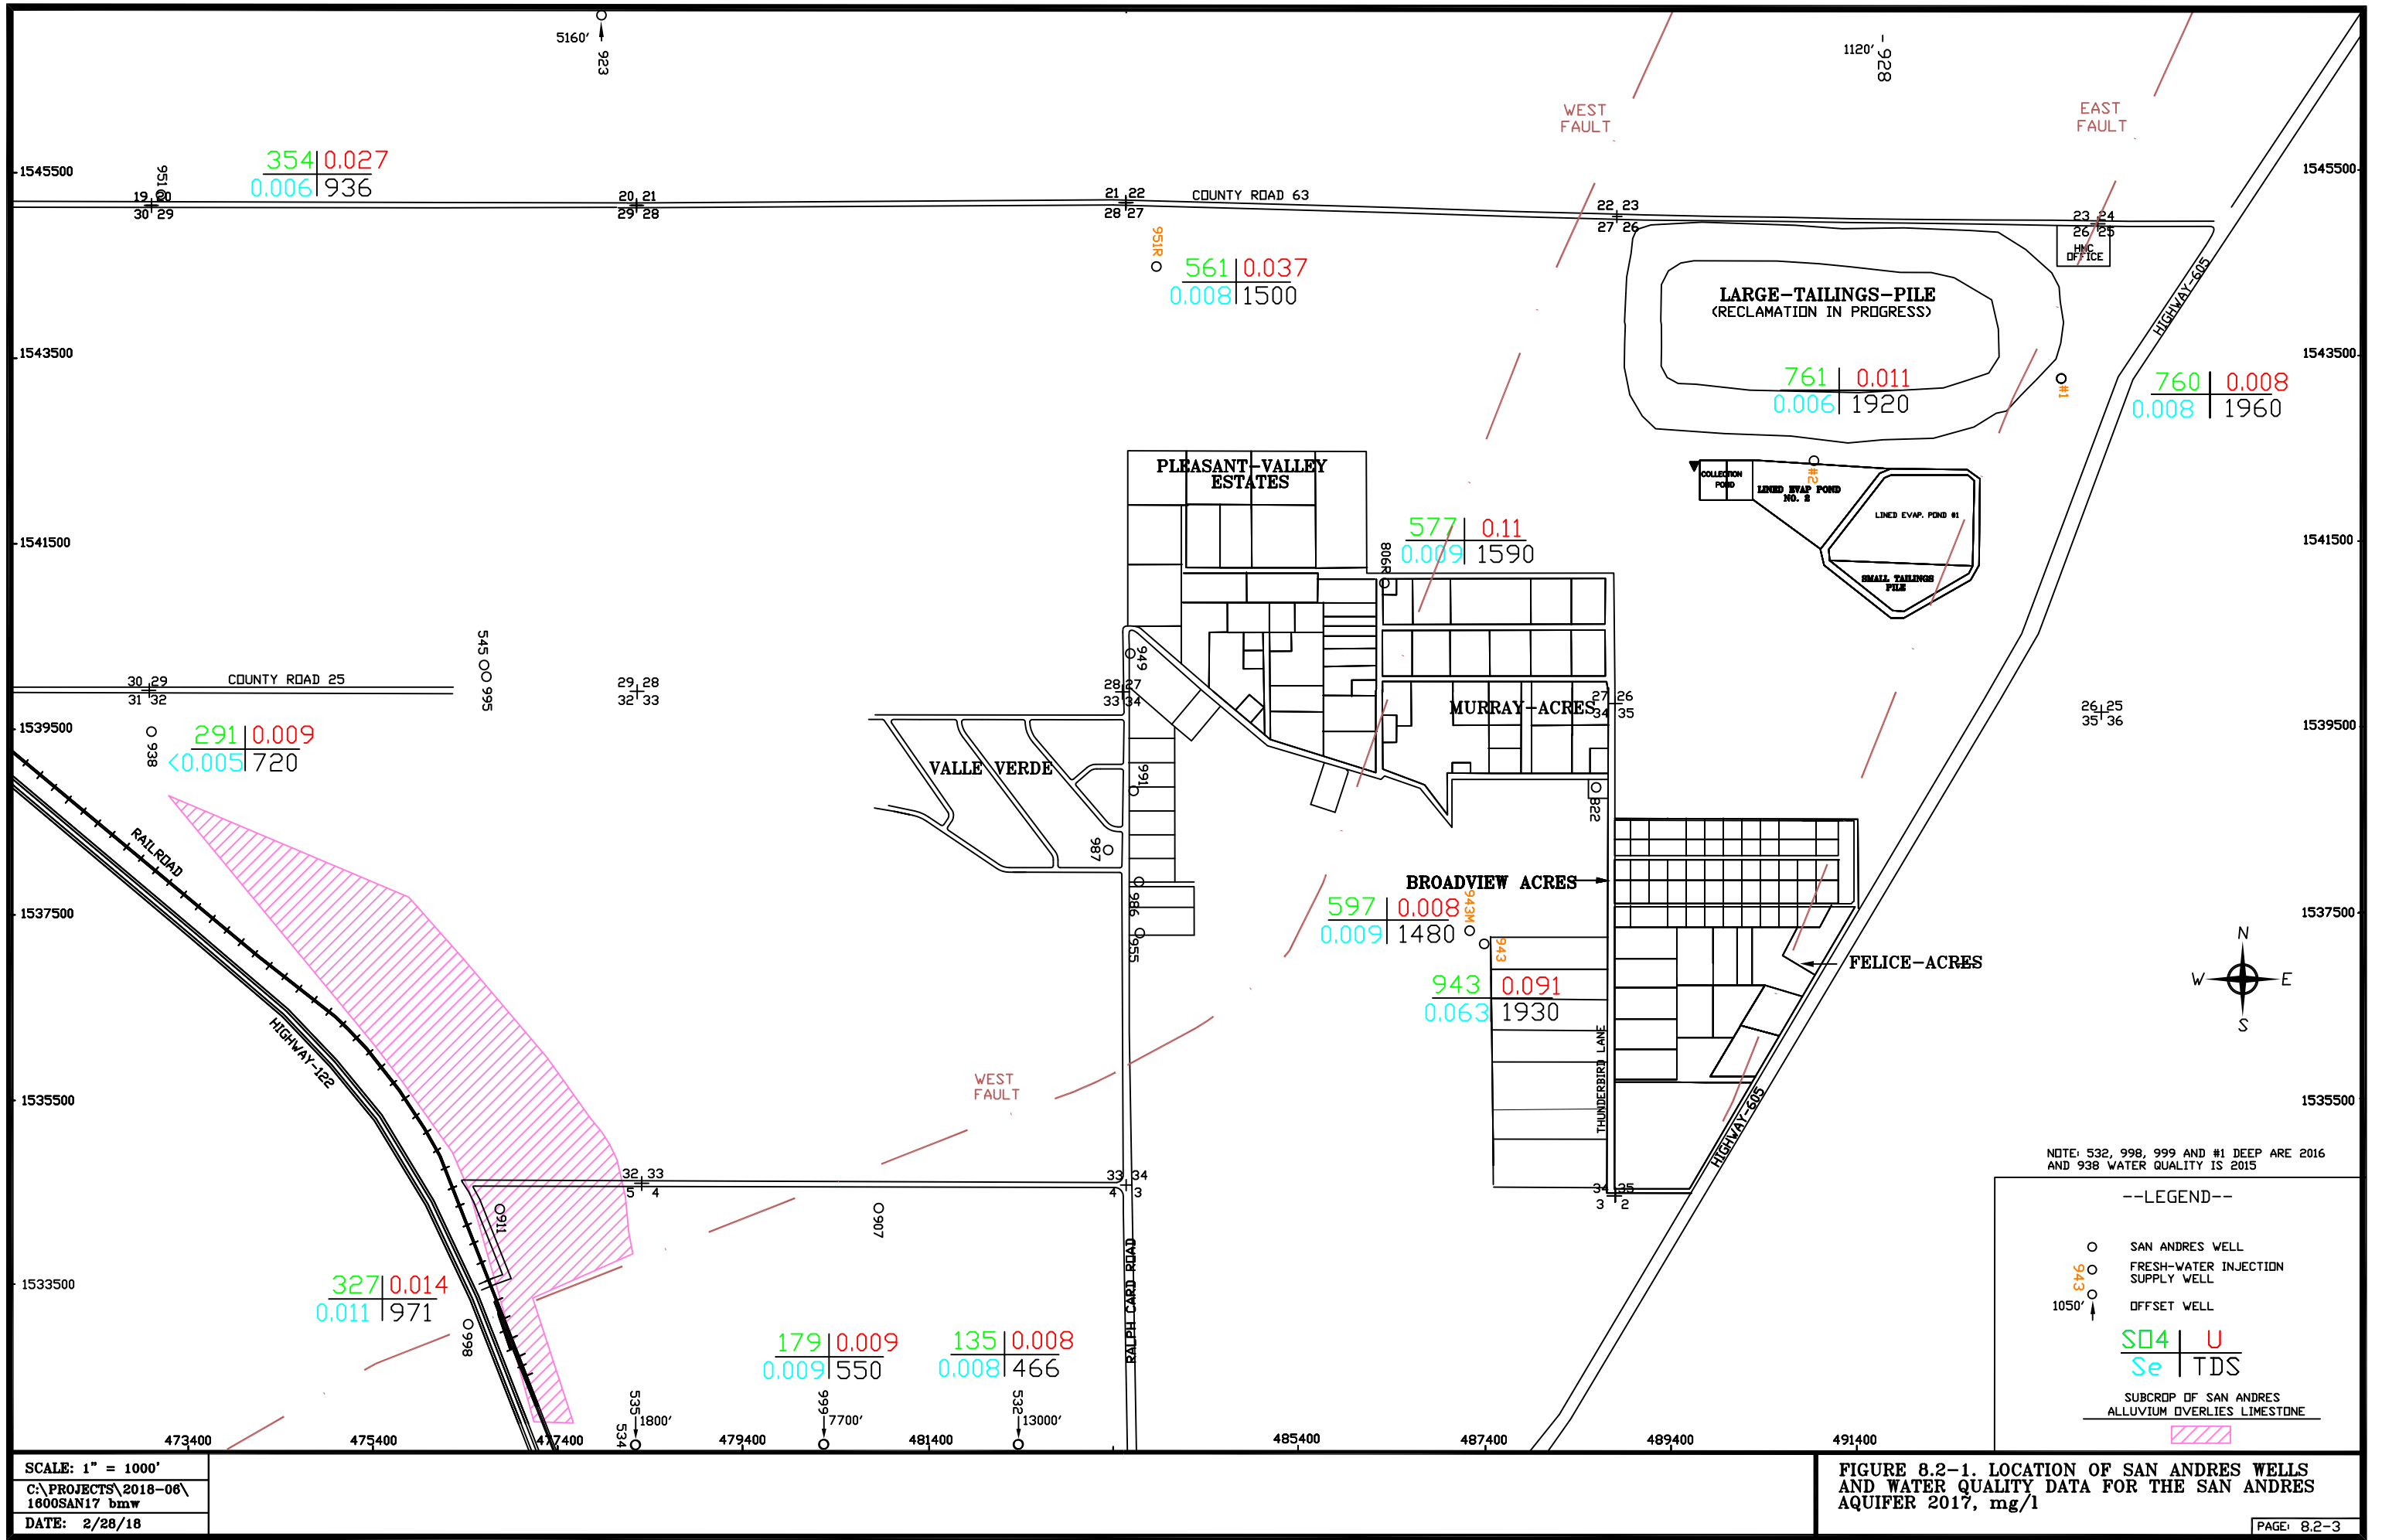 5160'
923
1120'
928
WEST
FAULT
EAST
FAULT
354 0.027
0.006 936
951
1545500
1545500
19 20
30 29
20 21
29 28
21 22
28 27
COUNTY ROAD 63
22 23
27 26
23 24
26 25
HMC
OFFICE
951R
561 0.037
0.008 1500
LARGE-TAILINGS-PILE
(RECLAMATION IN PROGRESS)
HIGHWAY-605
1543500
1543500
761 0.011
0.006 1920
#1
760 0.008
0.008 1960
PLEASANT-VALLEY
ESTATES
COLLECTION
POND
#2
LINED EVAP POND
NO. 2
LINED EVAP. POND #1
SMALL TAILINGS
PILE
577 0.11
0.009 1590
806R
1541500
1541500
545
995
949
30 29
31 32
COUNTY ROAD 25
29 28
32 33
28 27
33 34
27 26
34 35
26 25
35 36
MURRAY-ACRES
1539500
1539500
938
291 0.009
<0.005 720
VALLE VERDE
991
822
987
RAILROAD
BROADVIEW ACRES
986
955
597 0.008
0.009 1480
943M
943
1537500
1537500
FELICE-ACRES
943 0.091
0.063 1930
N
W E
S
HIGHWAY-122
THUNDERBIRD LANE
WEST
FAULT
1535500
1535500
HIGHWAY-605
32 33
5 4
33 34
4 3
34 35
3 2
911
907
RALPH CARD ROAD
1533500
327 0.014
0.011 971
998
179 0.009
0.009 550
135 0.008
0.008 466
535
1800'
534
999
7700'
532
13000'
473400
475400
477400
479400
481400
485400
487400
489400
491400
NOTE: 532, 998, 999 AND #1 DEEP ARE 2016
AND 938 WATER QUALITY IS 2015
--LEGEND--
SAN ANDRES WELL
943
FRESH-WATER INJECTION
SUPPLY WELL
1050'
OFFSET WELL
SO4 U
Se TDS
SUBCROP OF SAN ANDRES
ALLUVIUM OVERLIES LIMESTONE
SCALE: 1" = 1000'
C:\PROJECTS\2018-06\
1600SAN17 bmw
DATE: 2/28/18
FIGURE 8.2-1. LOCATION OF SAN ANDRES WELLS
AND WATER QUALITY DATA FOR THE SAN ANDRES
AQUIFER 2017, mg/l
PAGE: 8.2-3